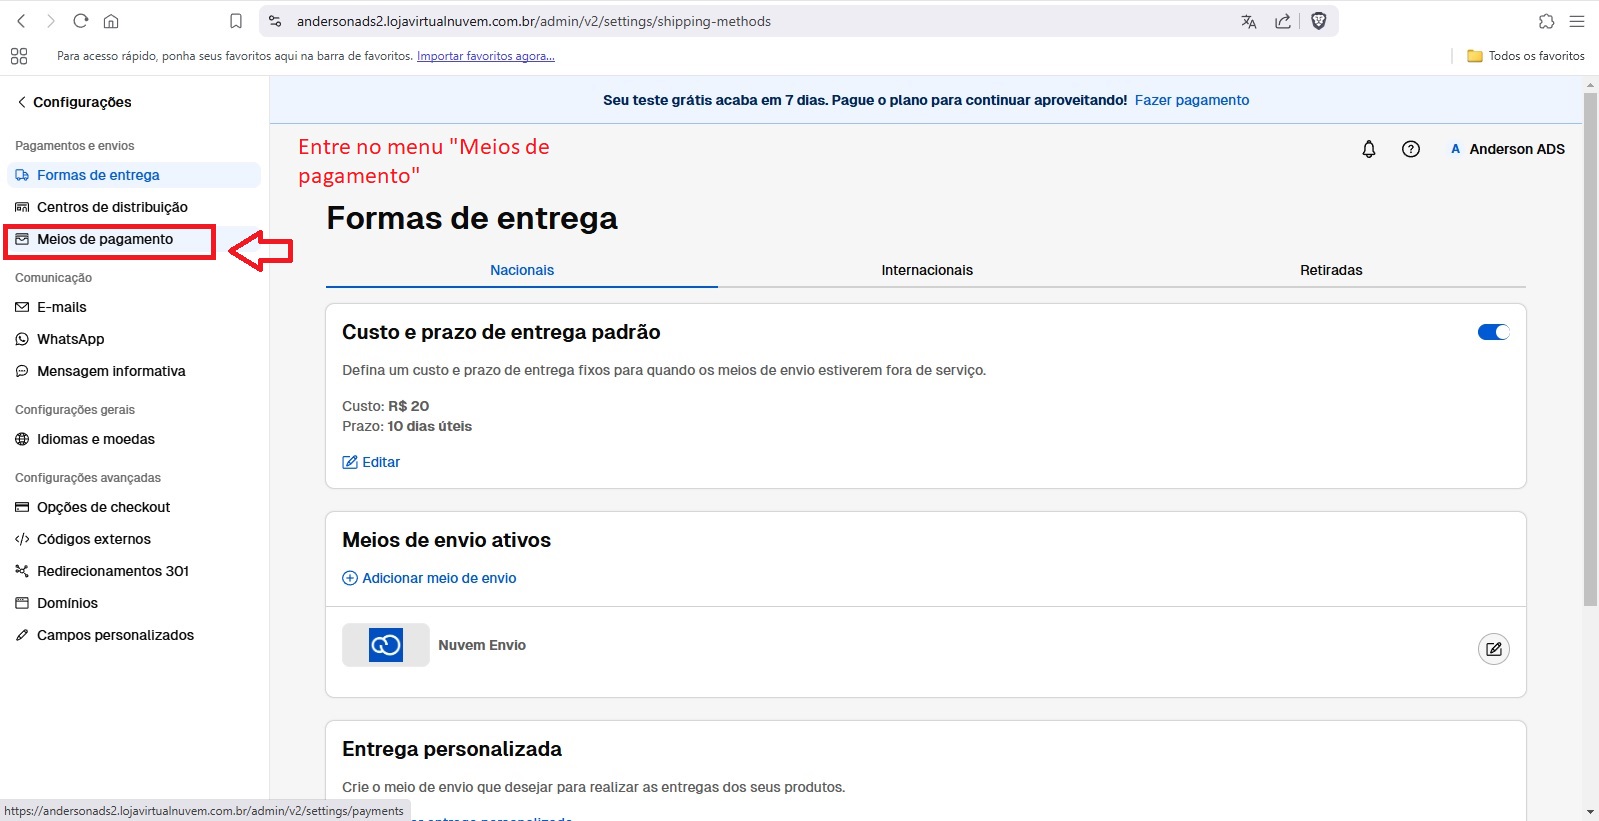 andersonads2.lojavirtualnuvem.com.br/admin/v2/settings/shipping-methods
Para acesso rápido, ponha seus favoritos aqui na barra de favoritos. Importar favoritos agora...
Todos os favoritos
Configurações
Seu teste grátis acaba em 7 dias. Pague o plano para continuar aproveitando! Fazer pagamento
Pagamentos e envios
Formas de entrega
Centros de distribuição
Meios de pagamento
Comunicação
E-mails
WhatsApp
Mensagem informativa
Configurações gerais
Idiomas e moedas
Configurações avançadas
Opções de checkout
Códigos externos
Redirecionamentos 301
Domínios
Campos personalizados
Entre no menu "Meios de
pagamento"
A Anderson ADS
Formas de entrega
Nacionais
Internacionais
Retiradas
Custo e prazo de entrega padrão
Defina um custo e prazo de entrega fixos para quando os meios de envio estiverem fora de serviço.
Custo: R$ 20
Prazo: 10 dias úteis
Editar
Meios de envio ativos
Adicionar meio de envio
Nuvem Envio
Entrega personalizada
Crie o meio de envio que desejar para realizar as entregas dos seus produtos.
entrega personalizada
https://andersonads2.lojavirtualnuvem.com.br/admin/v2/settings/payments